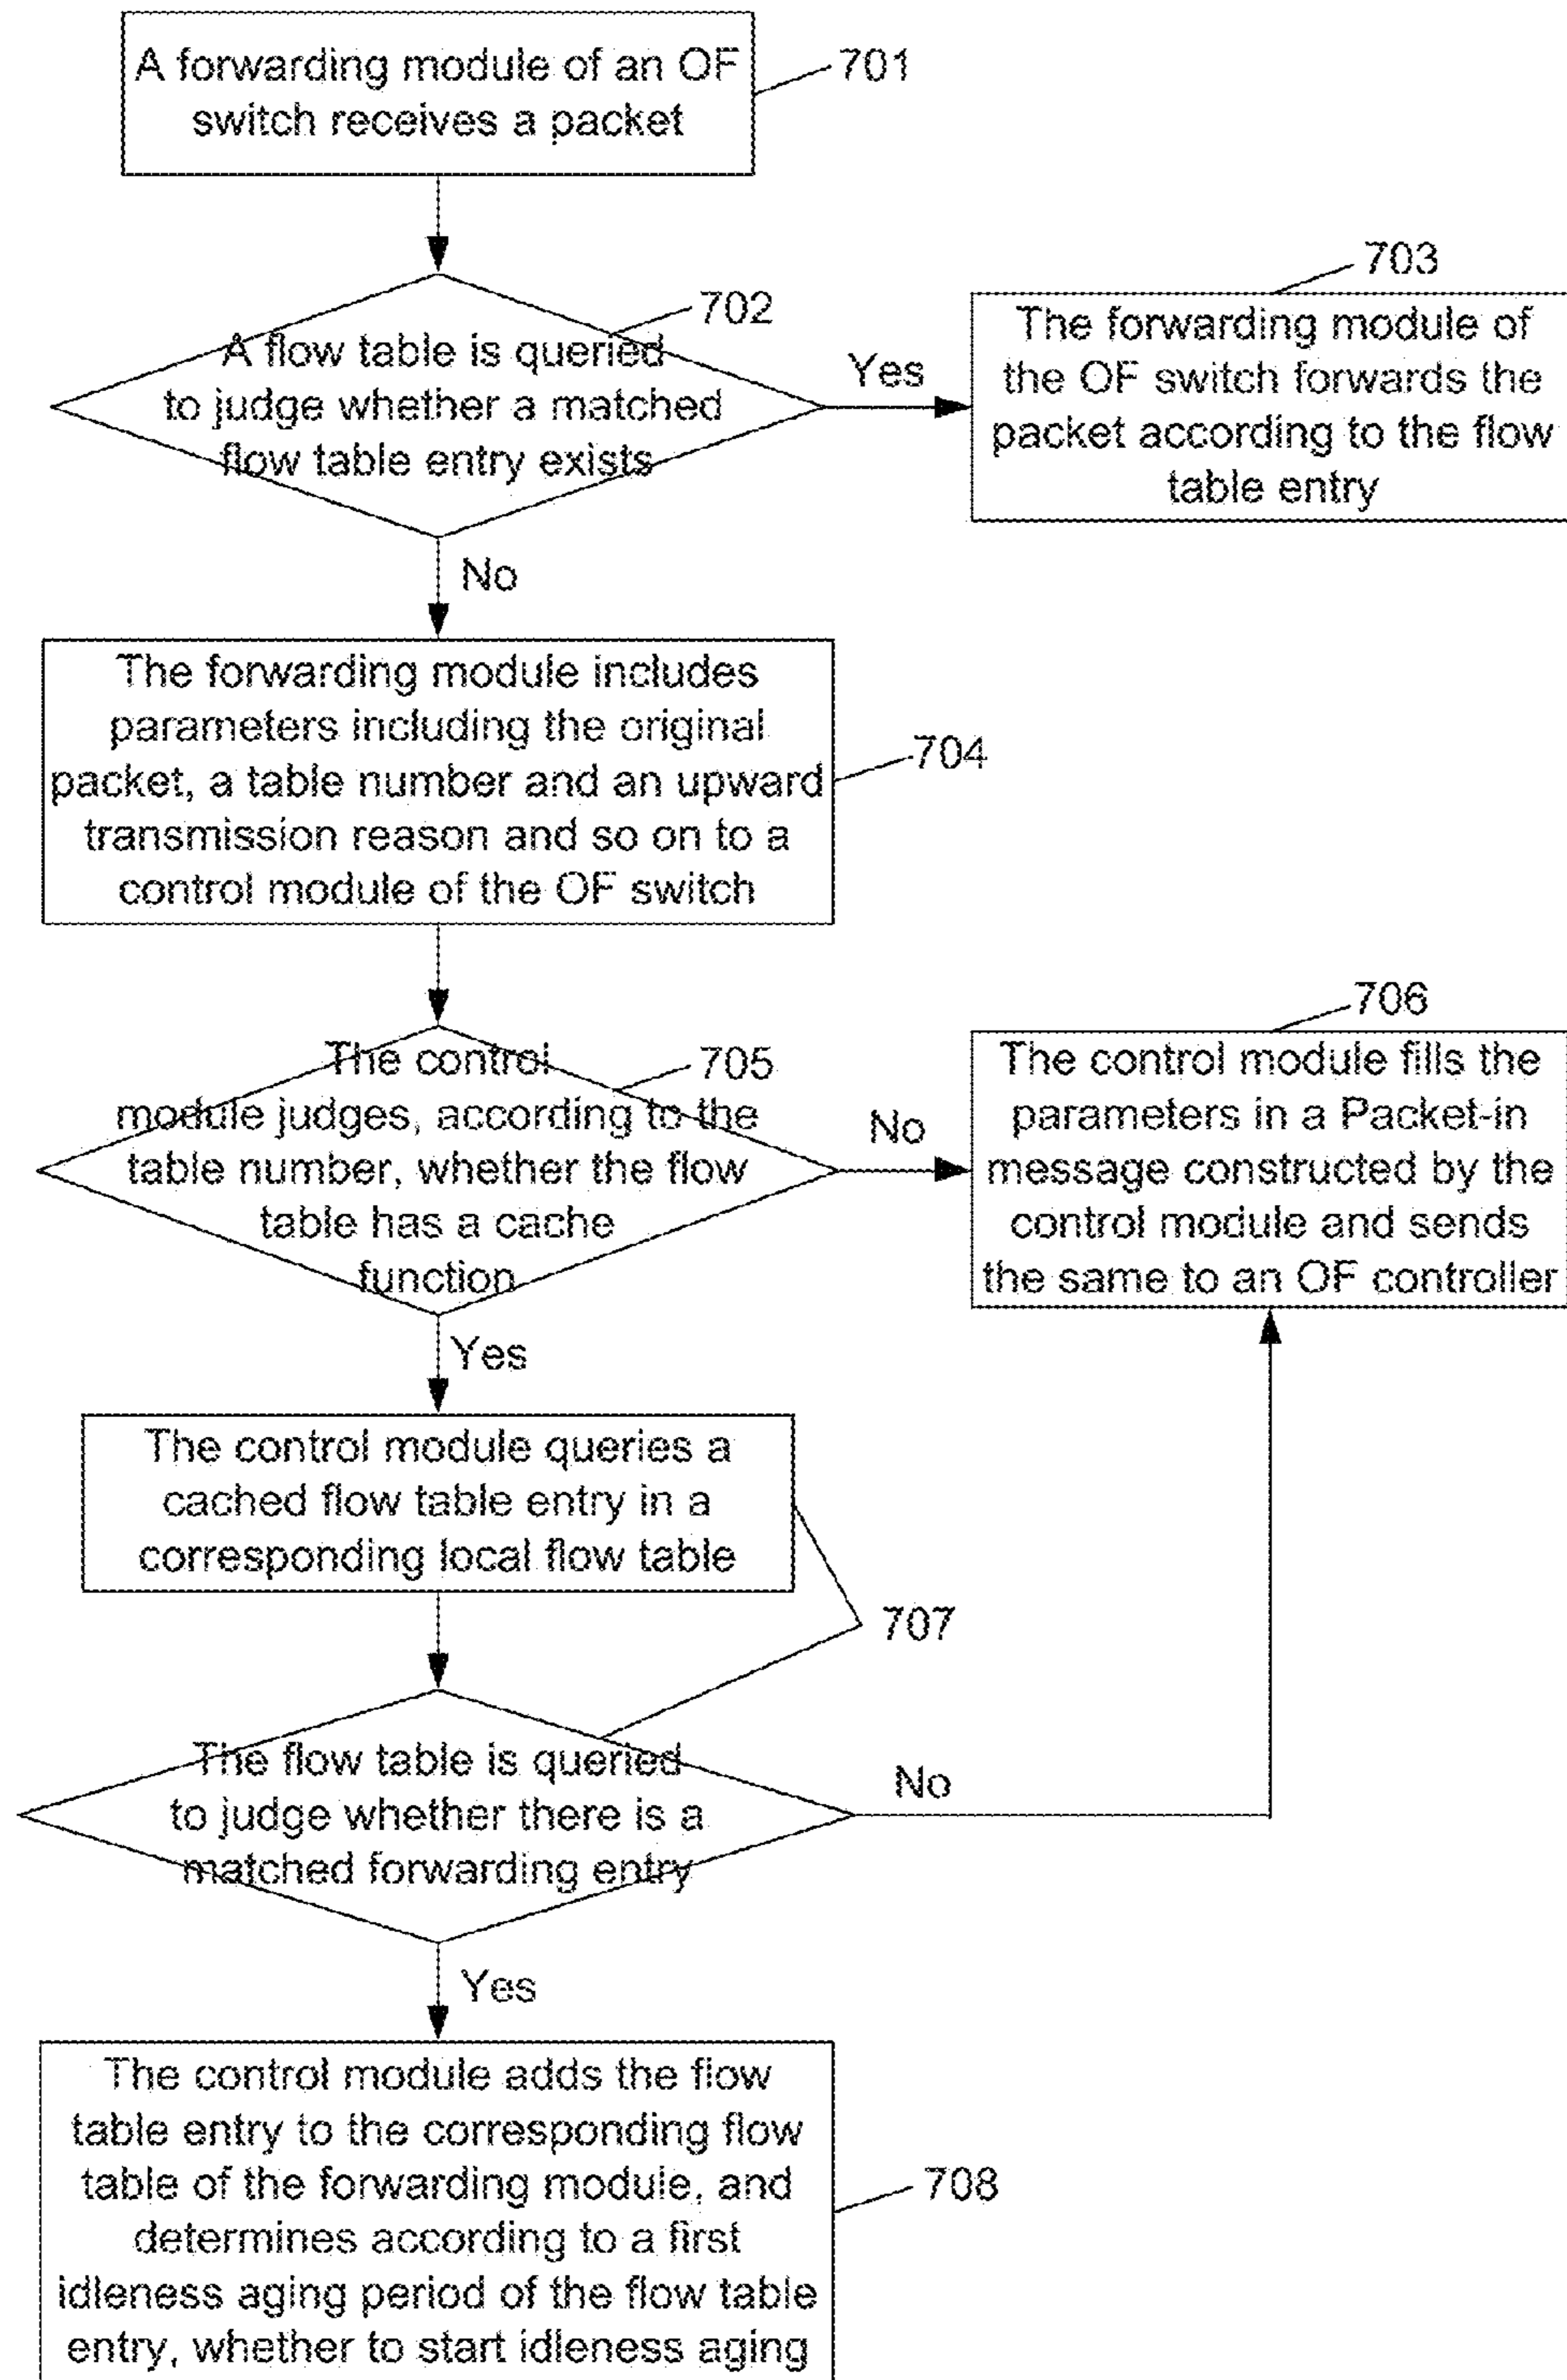 A forwarding module of an OF
switch receives a packet
701
702
A flow table is queried
to judge whether a matched
flow table entry exists
Yes
703
The forwarding module of
the OF switch forwards the
packet according to the flow
table entry
No
The forwarding module includes
parameters including the original
packet, a table number and an upward
transmission reason and so on to a
control module of the OF switch
704
The control
module judges, according to the
table number, whether the flow
table has a cache
function
705
No
706
The control module fills the
parameters in a Packet-in
message constructed by the
control module and sends
the same to an OF controller
Yes
The control module queries a
cached flow table entry in a
corresponding local flow table
707
The flow table is queried
to judge whether there is a
matched forwarding entry
No
Yes
The control module adds the flow
table entry to the corresponding flow
table of the forwarding module, and
determines according to a first
idleness aging period of the flow table
entry, whether to start idleness aging
708